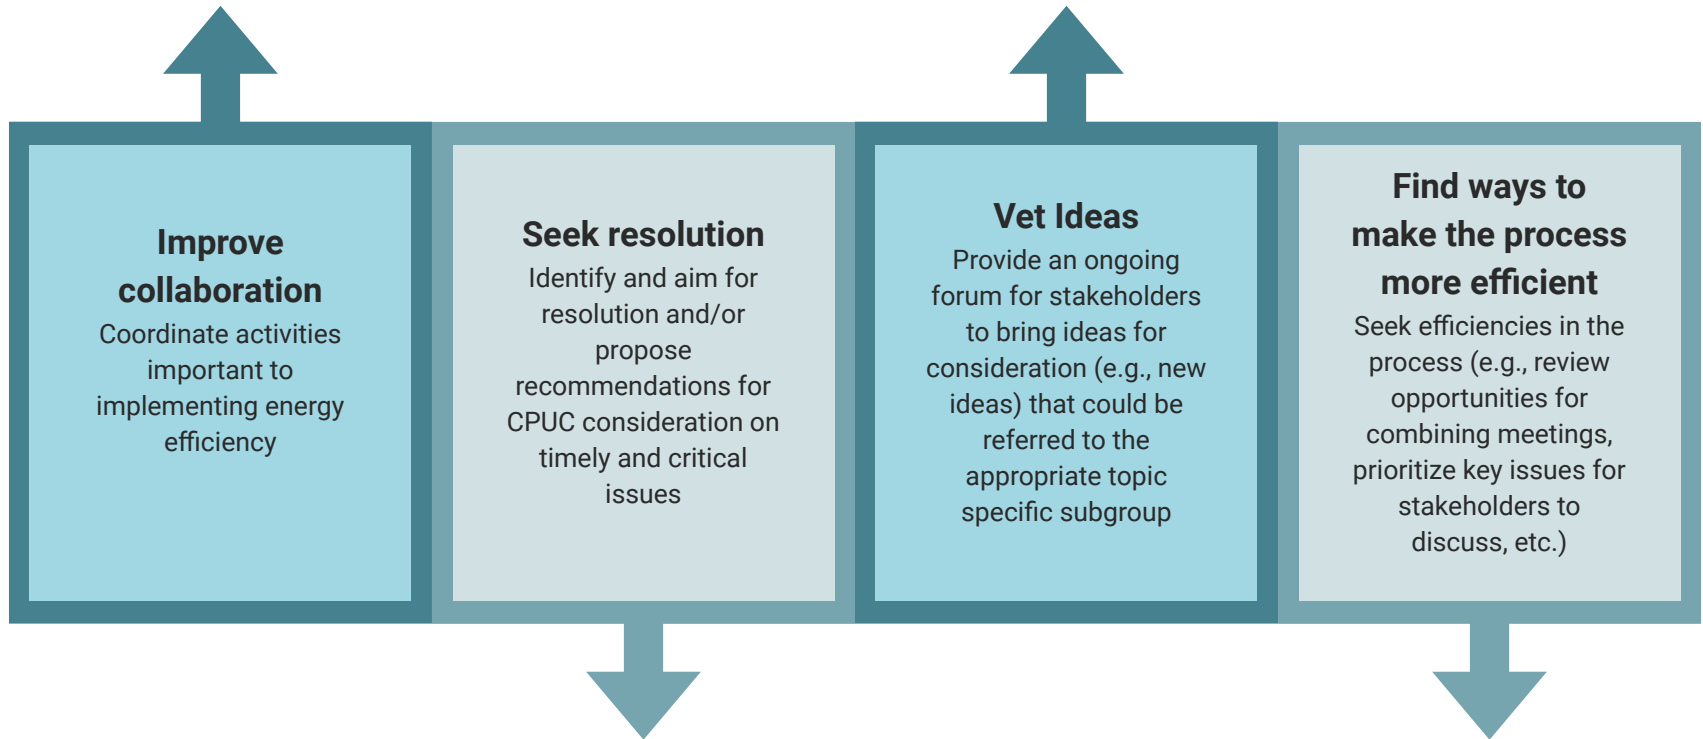 Improve
collaboration
Coordinate activities
important to
implementing energy
efficiency
Seek resolution
Identify and aim for
resolution and/or
propose
recommendations for
CPUC consideration on
timely and critical
issues
Vet Ideas
Provide an ongoing
forum for stakeholders
to bring ideas for
consideration (e.g., new
ideas) that could be
referred to the
appropriate topic
specific subgroup
Find ways to
make the process
more efficient
Seek efficiencies in the
process (e.g., review
opportunities for
combining meetings,
prioritize key issues for
stakeholders to
discuss, etc.)